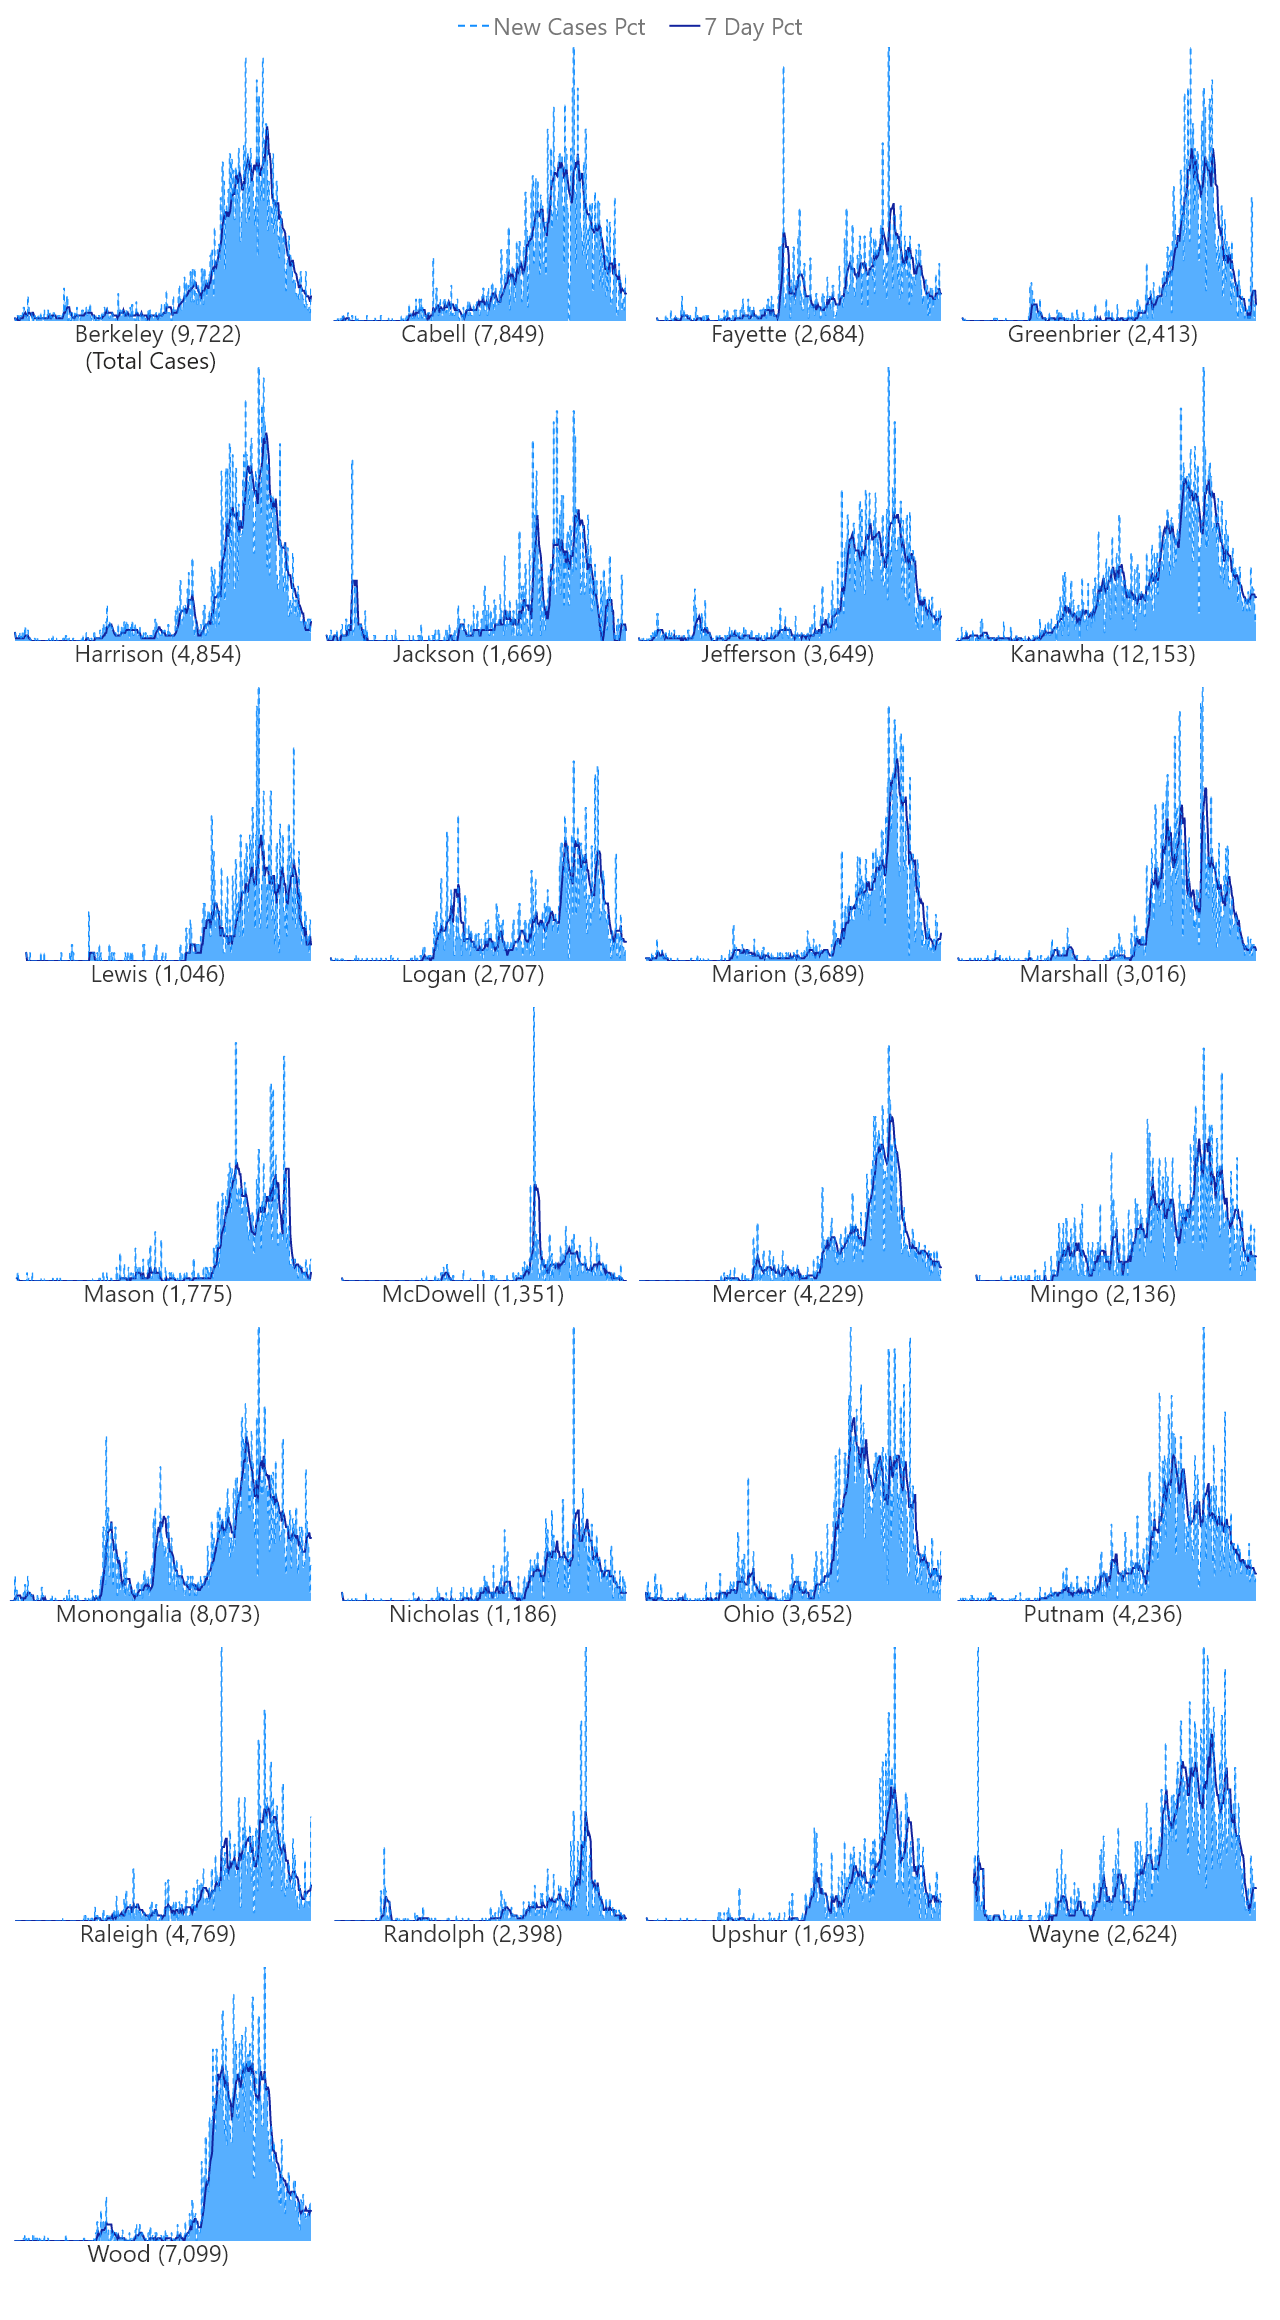 New Cases Pct 7 Day Pct
Berkeley (9,722) Cabell (7,849) Fayette (2,684) Greenbrier (2,413)
(Total Cases)
Harrison (4,854) Jackson (1,669) Jefferson (3,649) Kanawha (12,153)
Lewis (1,046) Logan (2,707) Marion (3,689) Marshall (3,016)
Mason (1,775) McDowell (1,351) Mercer (4,229) Mingo (2,136)
Monongalia (8,073) Nicholas (1,186) Ohio (3,652) Putnam (4,236)
Raleigh (4,769) Randolph (2,398) Upshur (1,693) Wayne (2,624)
Wood (7,099)